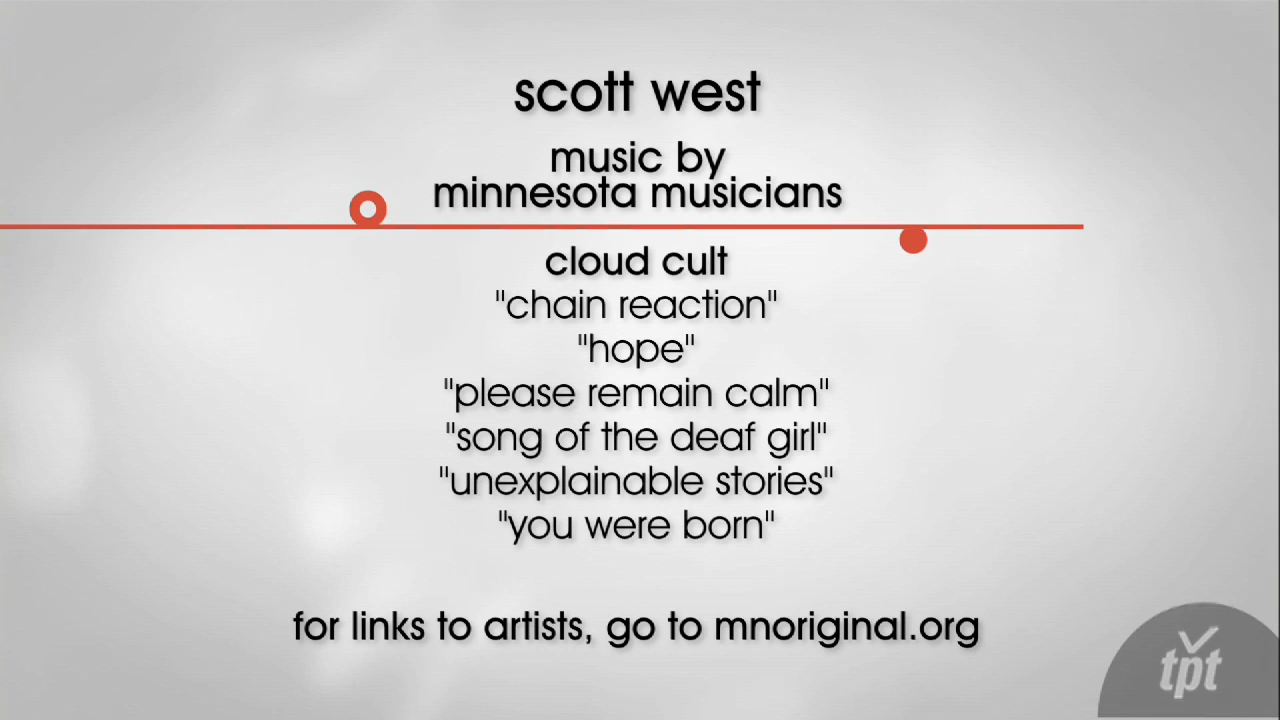 scott west
music by
minnesota musicians
cloud cult
"chain reaction"
"hope"
"please remain calm"
"song of the deaf girl"
"unexplainable stories"
"you were born"
for links to artists, go to mnoriginal.org
tpt